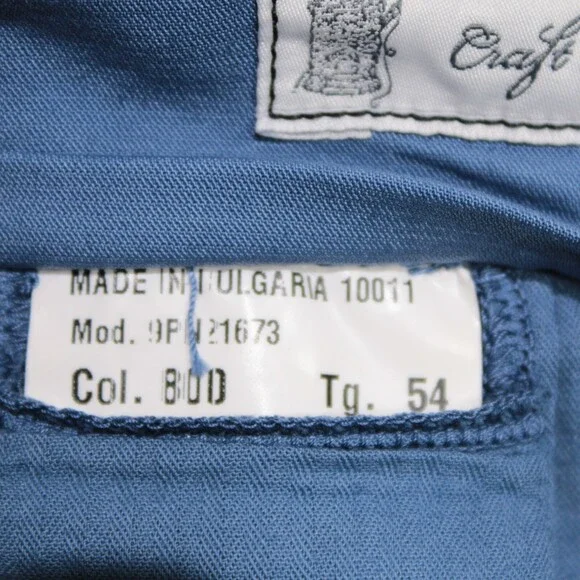 Craft
MADE IN BULGARIA 10011
Mod. 9PN21673
Col. 800 Tg. 54